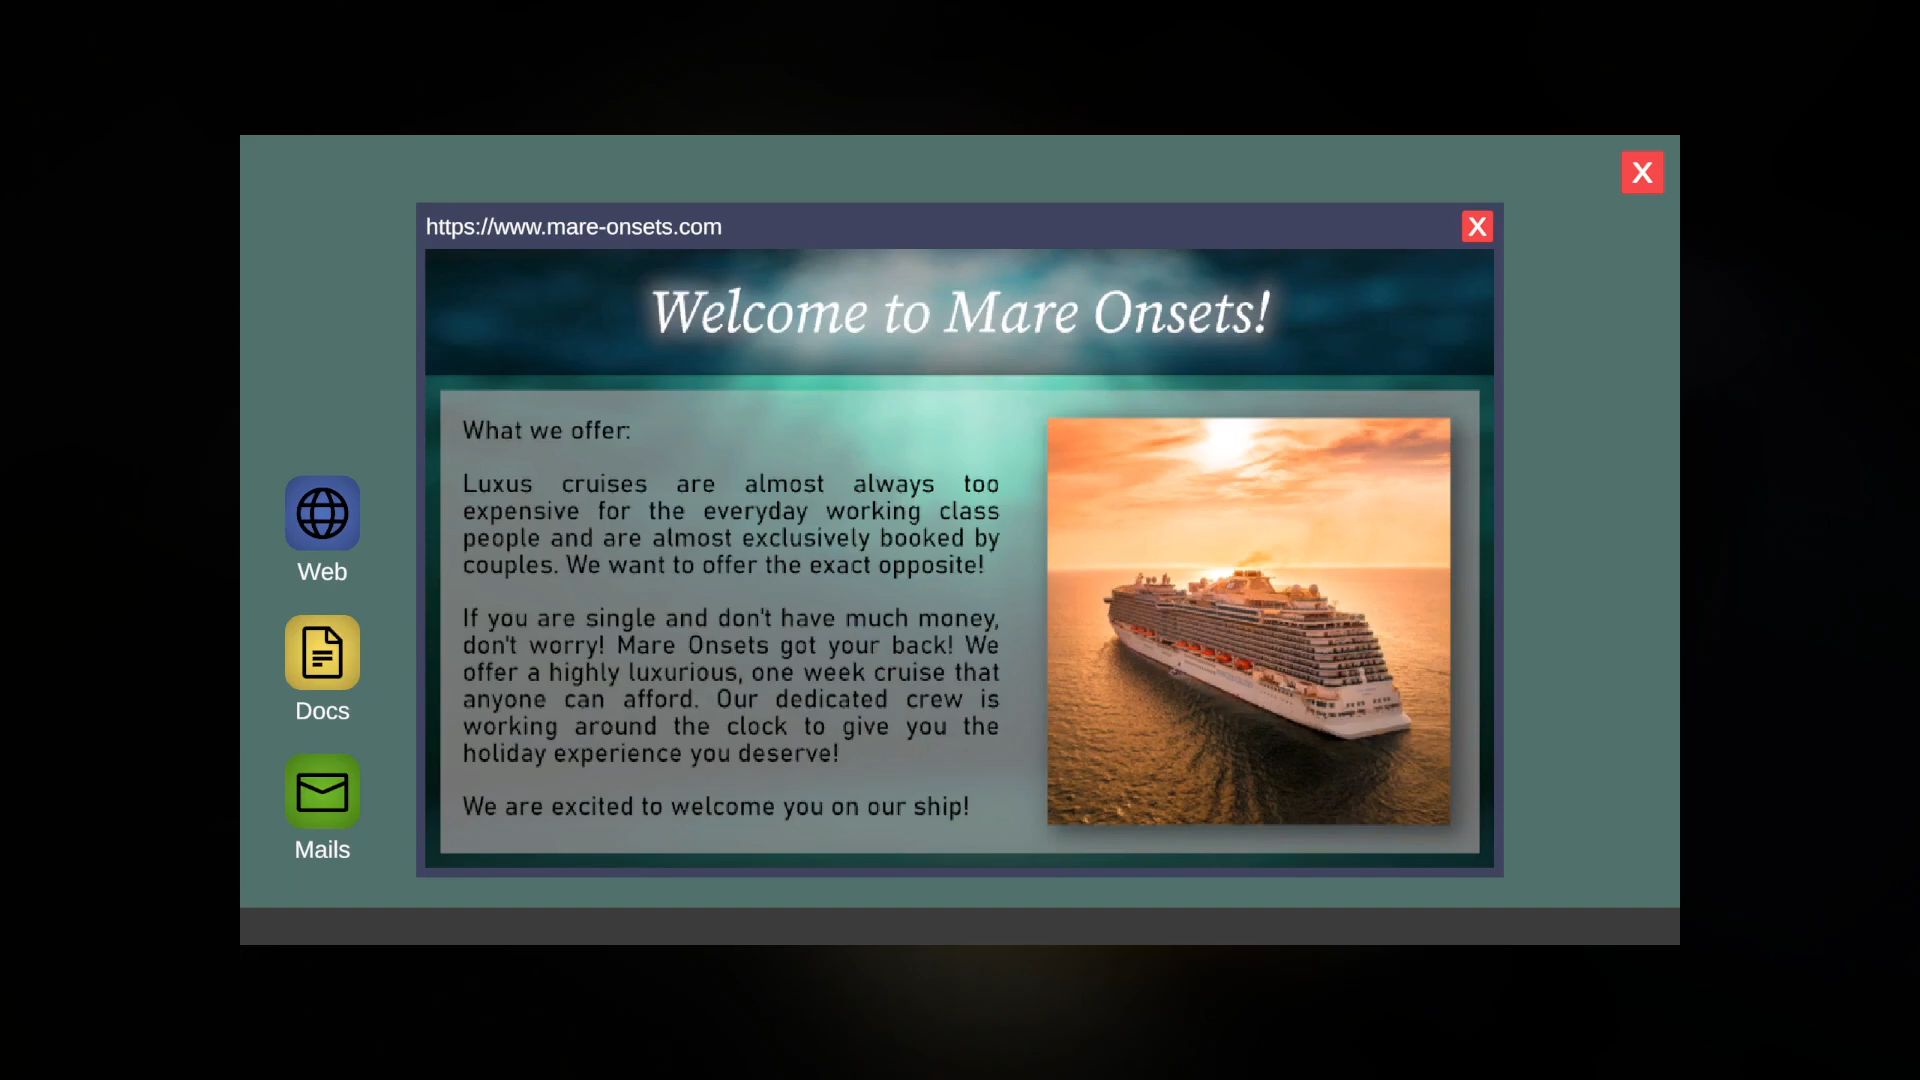 X
https://www.mare-onsets.com
X
Welcome to Mare Onsets!
What we offer:
Luxus cruises are almost always too
expensive for the everyday working class
people and are almost exclusively booked by
couples. We want to offer the exact opposite!
If you are single and don't have much money,
don't worry! Mare Onsets got your back! We
offer a highly luxurious, one week cruise that
anyone can afford. Our dedicated crew is
working around the clock to give you the
holiday experience you deserve!
We are excited to welcome you on our ship!
Web
Docs
Mails